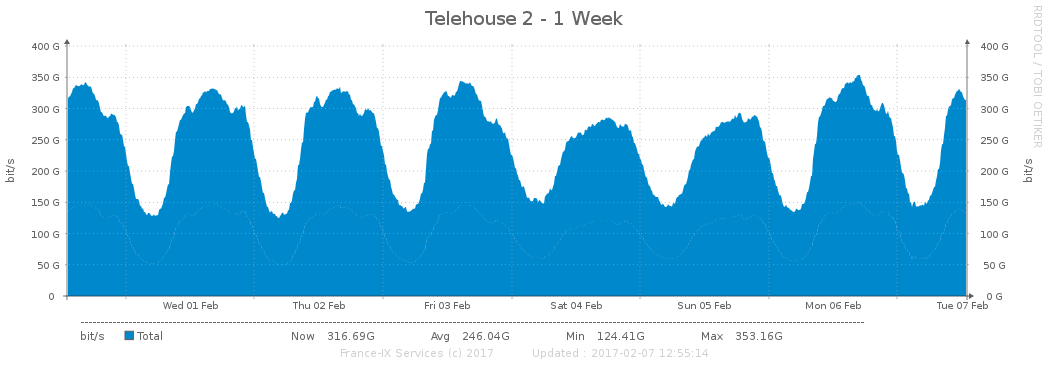 Telehouse 2 - 1 Week
RRDTOOL / TOBI OETIKER
400 G 400 G
350 G 350 G
300 G 300 G
250 G 250 G
200 G 200 G
150 G 150 G
100 G 100 G
50 G 50 G
0 0 G
bit/s
bit/s
Wed 01 Feb Thu 02 Feb Fri 03 Feb Sat 04 Feb Sun 05 Feb Mon 06 Feb Tue 07 Feb
bit/s Total Now 316.69G Avg 246.04G Min 124.41G Max 353.16G
France-IX Services (c) 2017 Updated : 2017-02-07 12:55:14